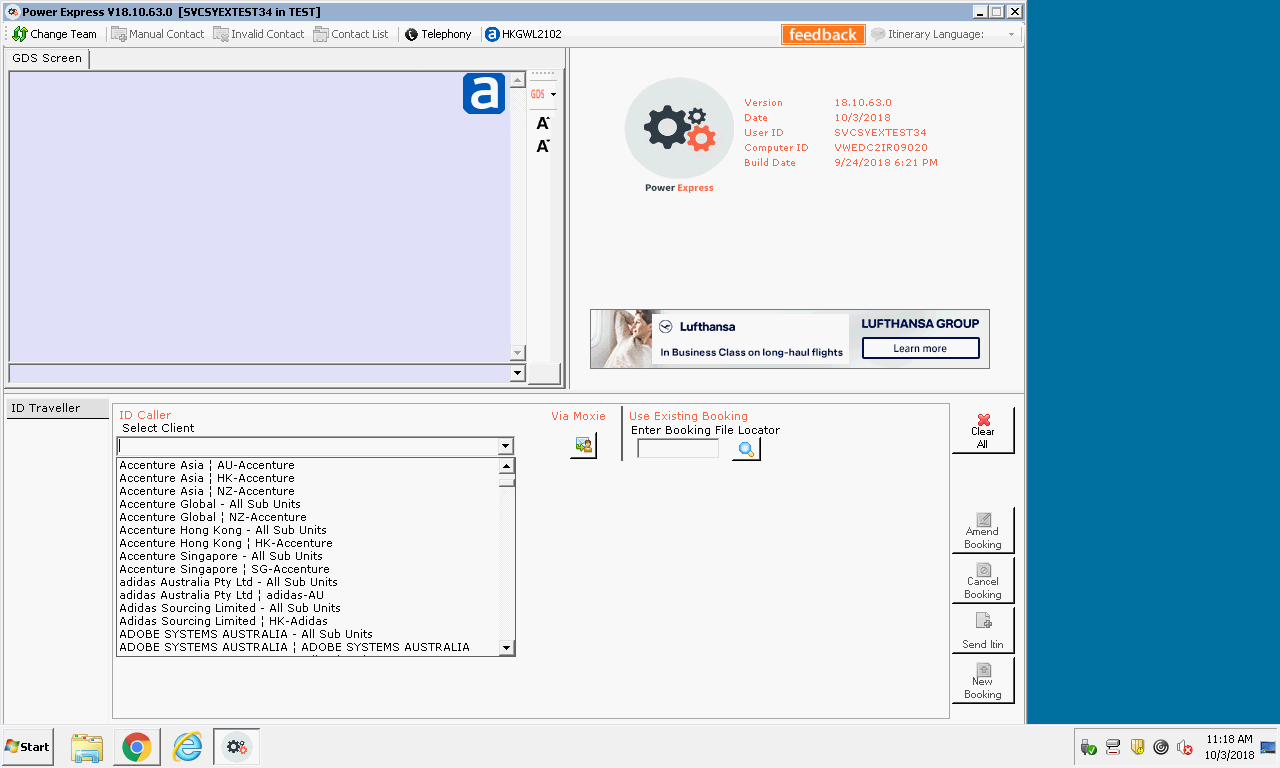 Power Express V18.10.63.0 [SVCSYEXTEST34 in TEST]
Change Team Mark Contact Invalid Contact Contact List Telephony a HKGWL2102 feedback Itinerary Language:
GDS Screen
a
GDS
A
A
Version 18.10.63.0
Date 10/3/2018
User ID SVCSYEXTEST34
Computer ID VWEDC2IR09020
Build Date 9/24/2018 6:21 PM
Power Express
Lufthansa
In Business Class on long-haul flights
LUFTHANSA GROUP
Learn more
ID Traveller
ID Caller
Select Client
Via Moxie
Use Existing Booking
Enter Booking File Locator
Accenture Asia ¦ AU-Accenture
Accenture Asia ¦ HK-Accenture
Accenture Asia ¦ NZ-Accenture
Accenture Global - All Sub Units
Accenture Global ¦ NZ-Accenture
Accenture Hong Kong - All Sub Units
Accenture Hong Kong ¦ HK-Accenture
Accenture Singapore - All Sub Units
Accenture Singapore ¦ SG-Accenture
adidas Australia Pty Ltd - All Sub Units
adidas Australia Pty Ltd ¦ adidas-AU
Adidas Sourcing Limited - All Sub Units
Adidas Sourcing Limited ¦ HK-Adidas
ADOBE SYSTEMS AUSTRALIA - All Sub Units
ADOBE SYSTEMS AUSTRALIA ¦ ADOBE SYSTEMS AUSTRALIA
Clear
All
Amend
Booking
Cancel
Booking
Send Itin
New
Booking
Start
11:18 AM
10/3/2018